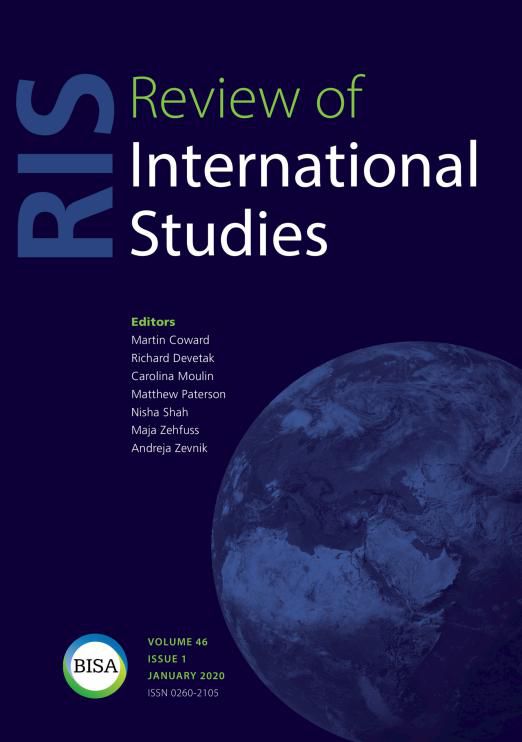 RIS
Review of
International
Studies
Editors
Martin Coward
Richard Devetak
Carolina Moulin
Matthew Paterson
Nisha Shah
Maja Zehfuss
Andreja Zevnik
BISA
VOLUME 46
ISSUE 1
JANUARY 2020
ISSN 0260-2105